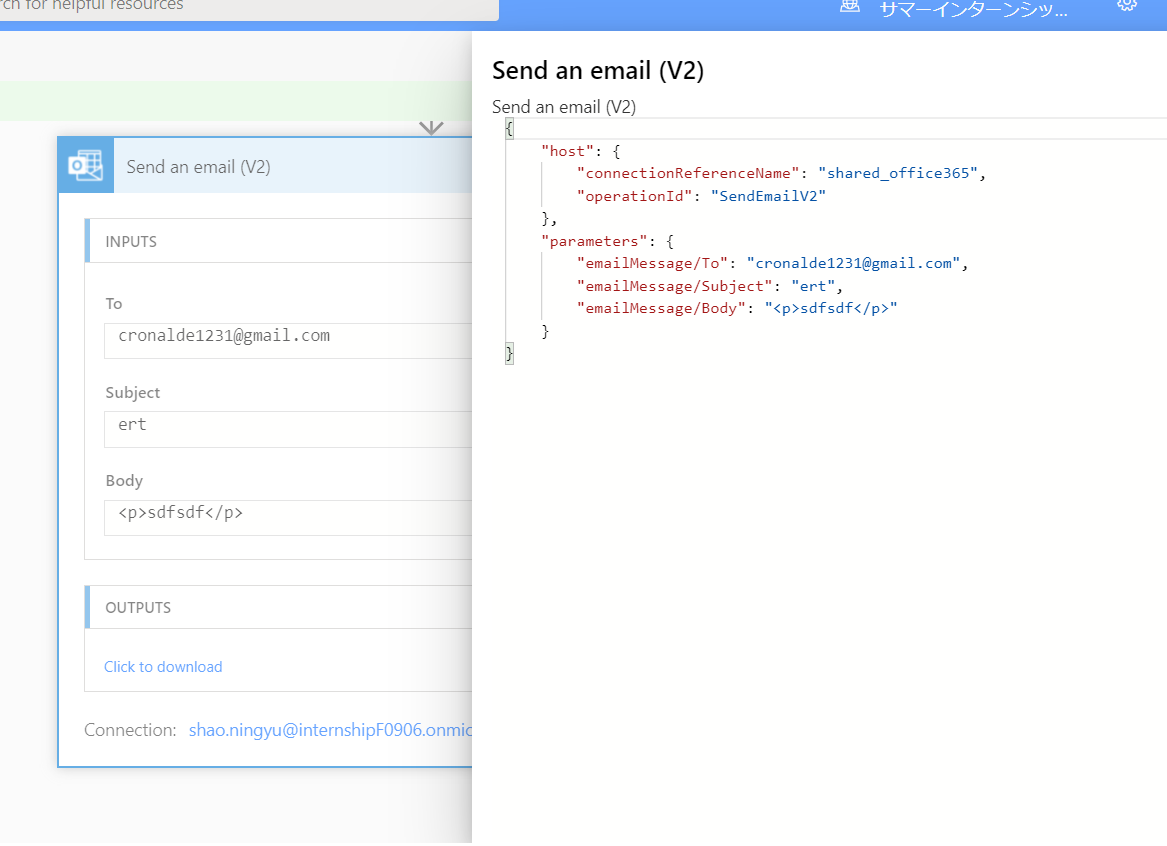 rch for helpful resources
サマーインターンシッ...
Send an email (V2)
INPUTS
To
cronalde1231@gmail.com
Subject
ert
Body
<p>sdfsdf</p>
OUTPUTS
Click to download
Connection: shao.ningyu@internshipF0906.onmic
Send an email (V2)
Send an email (V2)
{
"host": {
"connectionReferenceName": "shared_office365",
"operationId": "SendEmailV2"
},
"parameters": {
"emailMessage/To": "cronalde1231@gmail.com",
"emailMessage/Subject": "ert",
"emailMessage/Body": "<p>sdfsdf</p>"
}
}